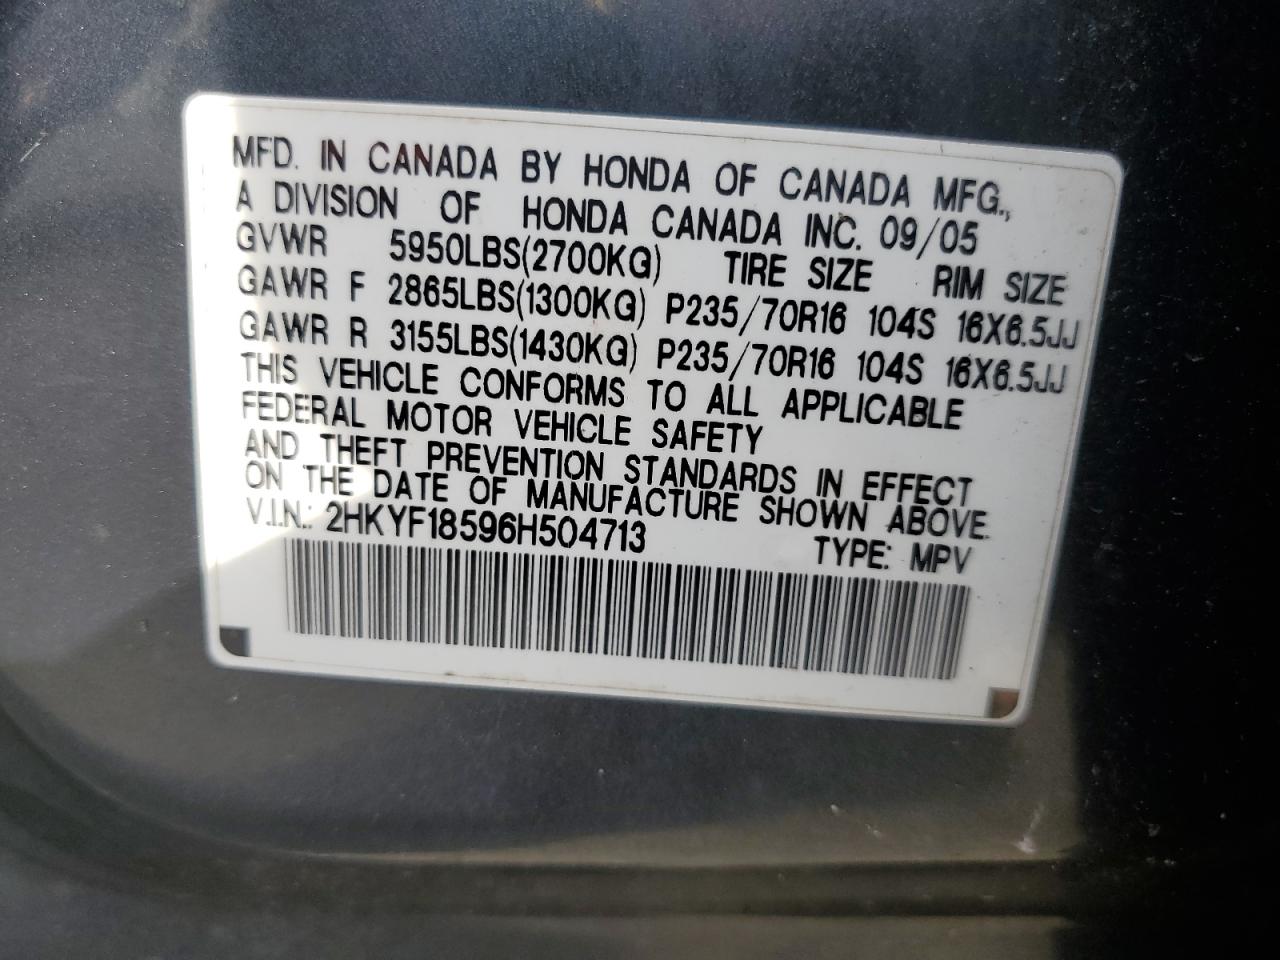 MFD. IN CANADA BY HONDA OF CANADA MFG.,
A DIVISION OF HONDA CANADA INC. 09/05
GVWR 5950LBS(2700KG) TIRE SIZE RIM SIZE
GAWR F 2865LBS(1300KG) P235/70R16 104S 16X6.5JJ
GAWR R 3155LBS(1430KG) P235/70R16 104S 16X6.5JJ
THIS VEHICLE CONFORMS TO ALL APPLICABLE
FEDERAL MOTOR VEHICLE SAFETY
AND THEFT PREVENTION STANDARDS IN EFFECT
ON THE DATE OF MANUFACTURE SHOWN ABOVE.
V.I.N.: 2HKYF18596H504713 TYPE: MPV